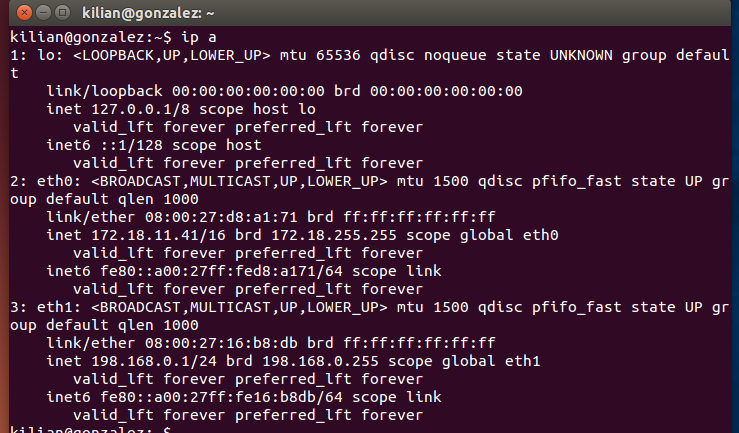 kilian@gonzalez: ~
kilian@gonzalez:~$ ip a
1: lo: <LOOPBACK,UP,LOWER_UP> mtu 65536 qdisc noqueue state UNKNOWN group defaul
t
    link/loopback 00:00:00:00:00:00 brd 00:00:00:00:00:00
    inet 127.0.0.1/8 scope host lo
       valid_lft forever preferred_lft forever
    inet6 ::1/128 scope host
       valid_lft forever preferred_lft forever
2: eth0: <BROADCAST,MULTICAST,UP,LOWER_UP> mtu 1500 qdisc pfifo_fast state UP gr
oup default qlen 1000
    link/ether 08:00:27:d8:a1:71 brd ff:ff:ff:ff:ff:ff
    inet 172.18.11.41/16 brd 172.18.255.255 scope global eth0
       valid_lft forever preferred_lft forever
    inet6 fe80::a00:27ff:fed8:a171/64 scope link
       valid_lft forever preferred_lft forever
3: eth1: <BROADCAST,MULTICAST,UP,LOWER_UP> mtu 1500 qdisc pfifo_fast state UP gr
oup default qlen 1000
    link/ether 08:00:27:16:b8:db brd ff:ff:ff:ff:ff:ff
    inet 198.168.0.1/24 brd 198.168.0.255 scope global eth1
       valid_lft forever preferred_lft forever
    inet6 fe80::a00:27ff:fe16:b8db/64 scope link
       valid_lft forever preferred_lft forever
kilian@gonzalez:~$